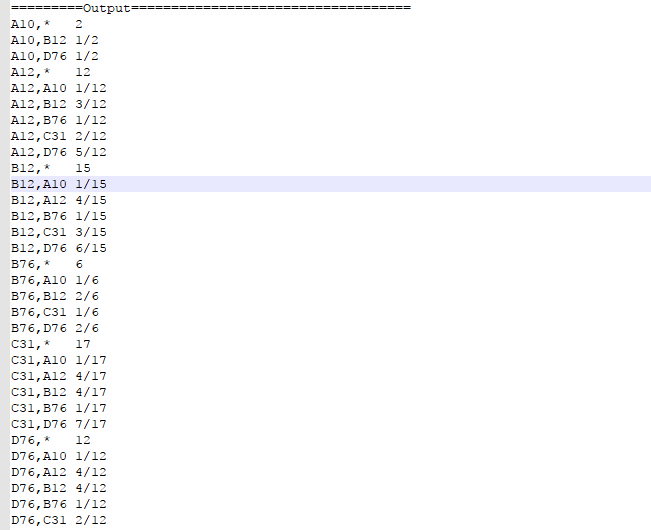 =========Output===================================
A10,*	2
A10,B12	1/2
A10,D76	1/2
A12,*	12
A12,A10	1/12
A12,B12	3/12
A12,B76	1/12
A12,C31	2/12
A12,D76	5/12
B12,*	15
B12,A10	1/15
B12,A12	4/15
B12,B76	1/15
B12,C31	3/15
B12,D76	6/15
B76,*	6
B76,A10	1/6
B76,B12	2/6
B76,C31	1/6
B76,D76	2/6
C31,*	17
C31,A10	1/17
C31,A12	4/17
C31,B12	4/17
C31,B76	1/17
C31,D76	7/17
D76,*	12
D76,A10	1/12
D76,A12	4/12
D76,B12	4/12
D76,B76	1/12
D76,C31	2/12